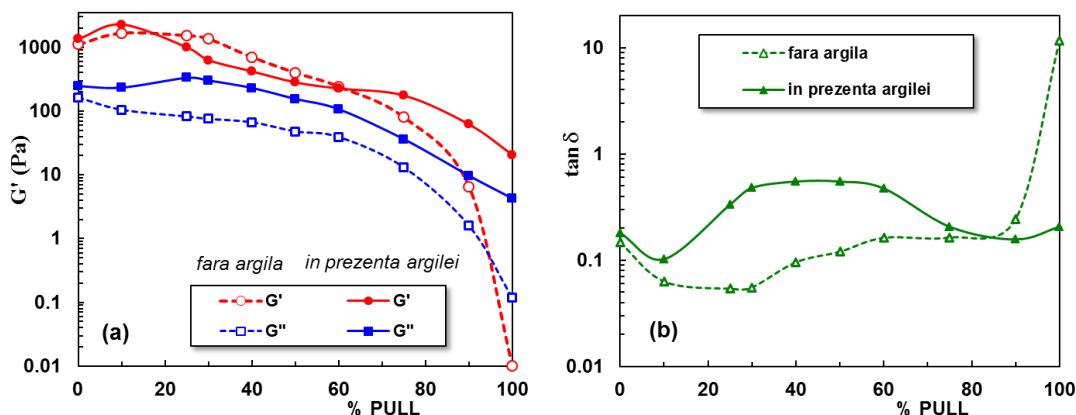 G' (Pa)
1000
100
10
1
0.1
0.01
0
20
40
60
80
100
% PULL
fara argila in prezenta argilei
G' G'
G" G"
(a)
tan δ
10
1
0.1
0.01
0
20
40
60
80
100
% PULL
fara argila
in prezenta argilei
(b)